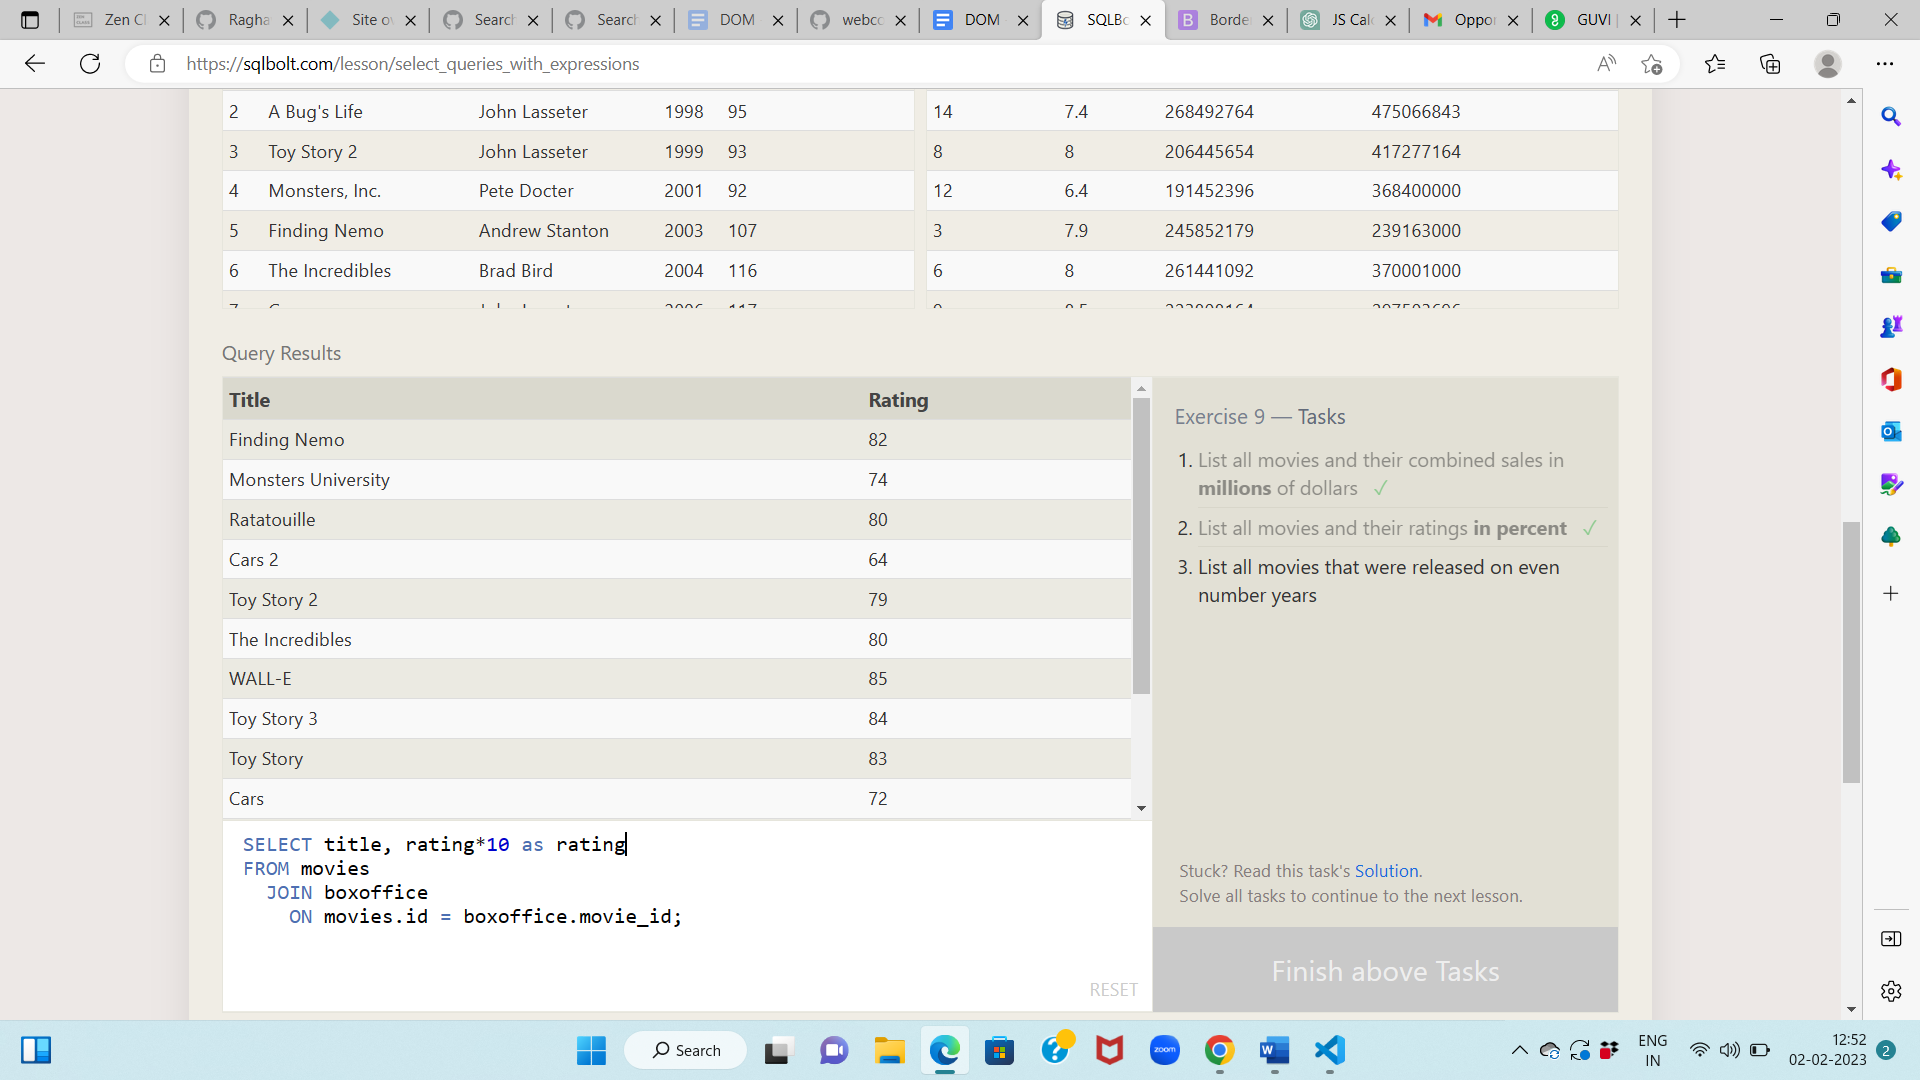 Zen Cl
Ragha
Site o
Search
Search
DOM
webco
DOM
SQLBo
Borde
JS Calc
Oppor
GUVI |
https://sqlbolt.com/lesson/select_queries_with_expressions
2 A Bug's Life John Lasseter 1998 95 14 7.4 268492764 475066843
3 Toy Story 2 John Lasseter 1999 93 8 8 206445654 417277164
4 Monsters, Inc. Pete Docter 2001 92 12 6.4 191452396 368400000
5 Finding Nemo Andrew Stanton 2003 107 3 7.9 245852179 239163000
6 The Incredibles Brad Bird 2004 116 6 8 261441092 370001000
Query Results
Title Rating
Finding Nemo 82
Monsters University 74
Ratatouille 80
Cars 2 64
Toy Story 2 79
The Incredibles 80
WALL-E 85
Toy Story 3 84
Toy Story 83
Cars 72
SELECT title, rating*10 as rating
FROM movies
JOIN boxoffice
ON movies.id = boxoffice.movie_id;
RESET
Exercise 9 — Tasks
1. List all movies and their combined sales in
millions of dollars ✓
2. List all movies and their ratings in percent ✓
3. List all movies that were released on even
number years
Stuck? Read this task's Solution.
Solve all tasks to continue to the next lesson.
Finish above Tasks
Search
zoom
ENG
IN
12:52
02-02-2023
2